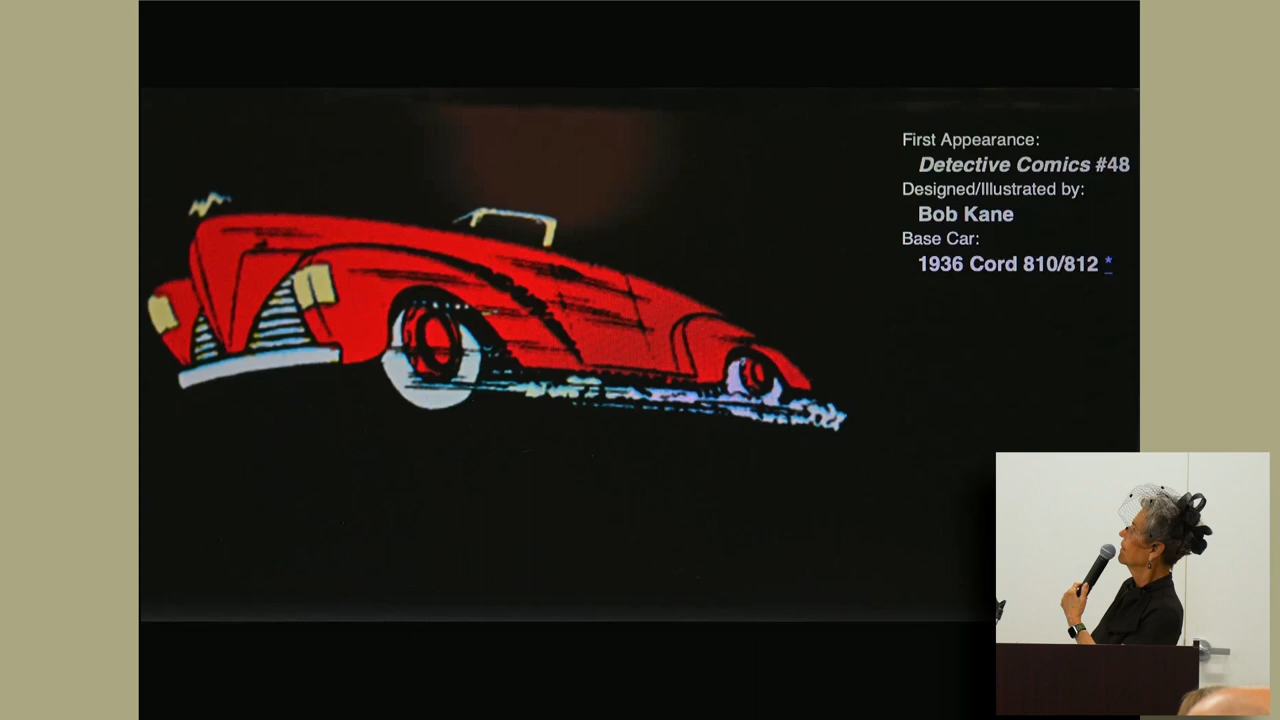 First Appearance:
Detective Comics #48
Designed/Illustrated by:
Bob Kane
Base Car:
1936 Cord 810/812 *